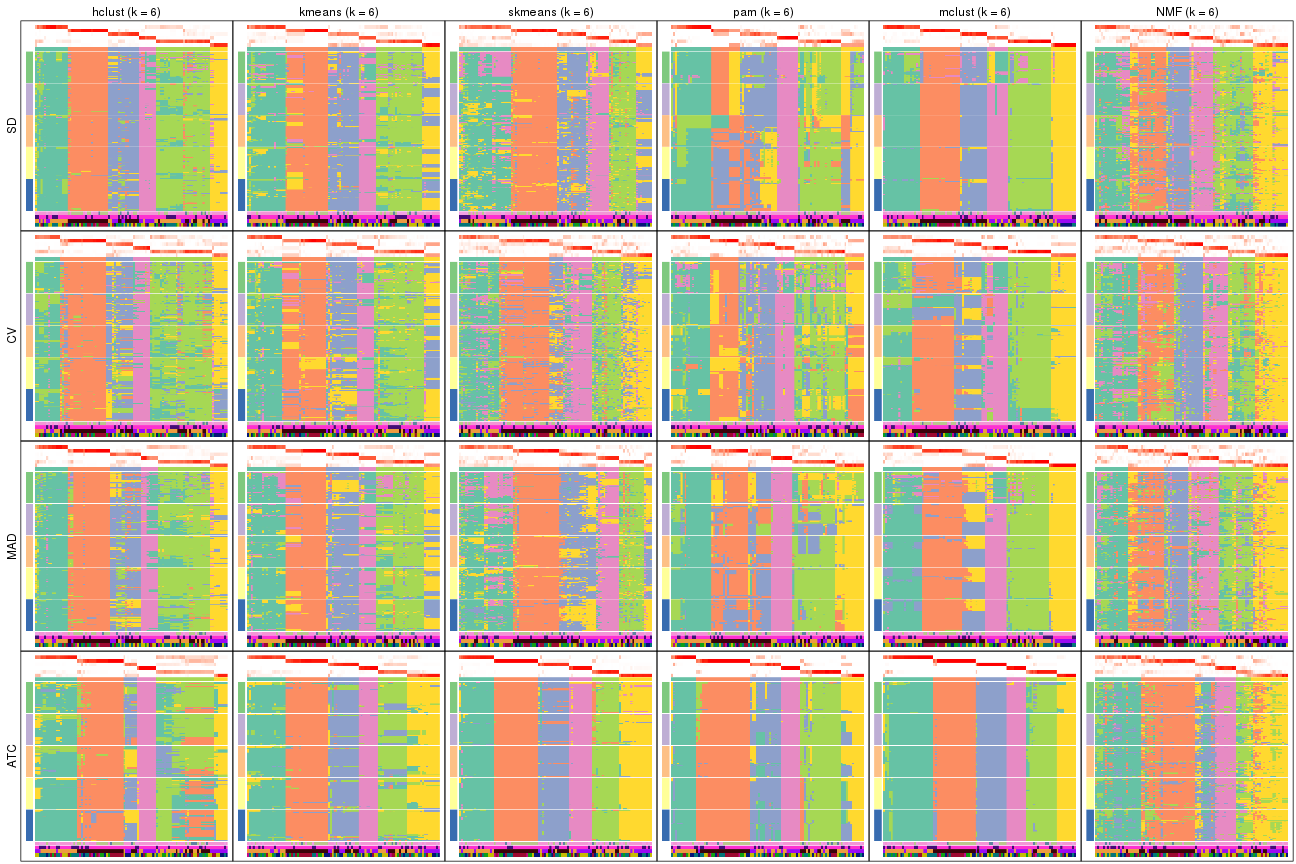 hclust (k = 6)
kmeans (k = 6)
skmeans (k = 6)
pam (k = 6)
mclust (k = 6)
NMF (k = 6)
SD
CV
MAD
ATC